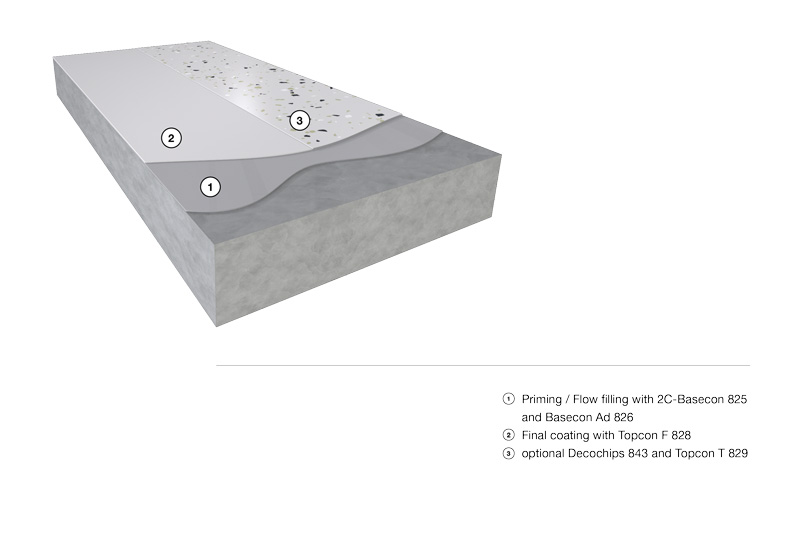 2
3
1
1 Priming / Flow filling with 2C-Basecon 825
and Basecon Ad 826
2 Final coating with Topcon F 828
3 optional Decochips 843 and Topcon T 829